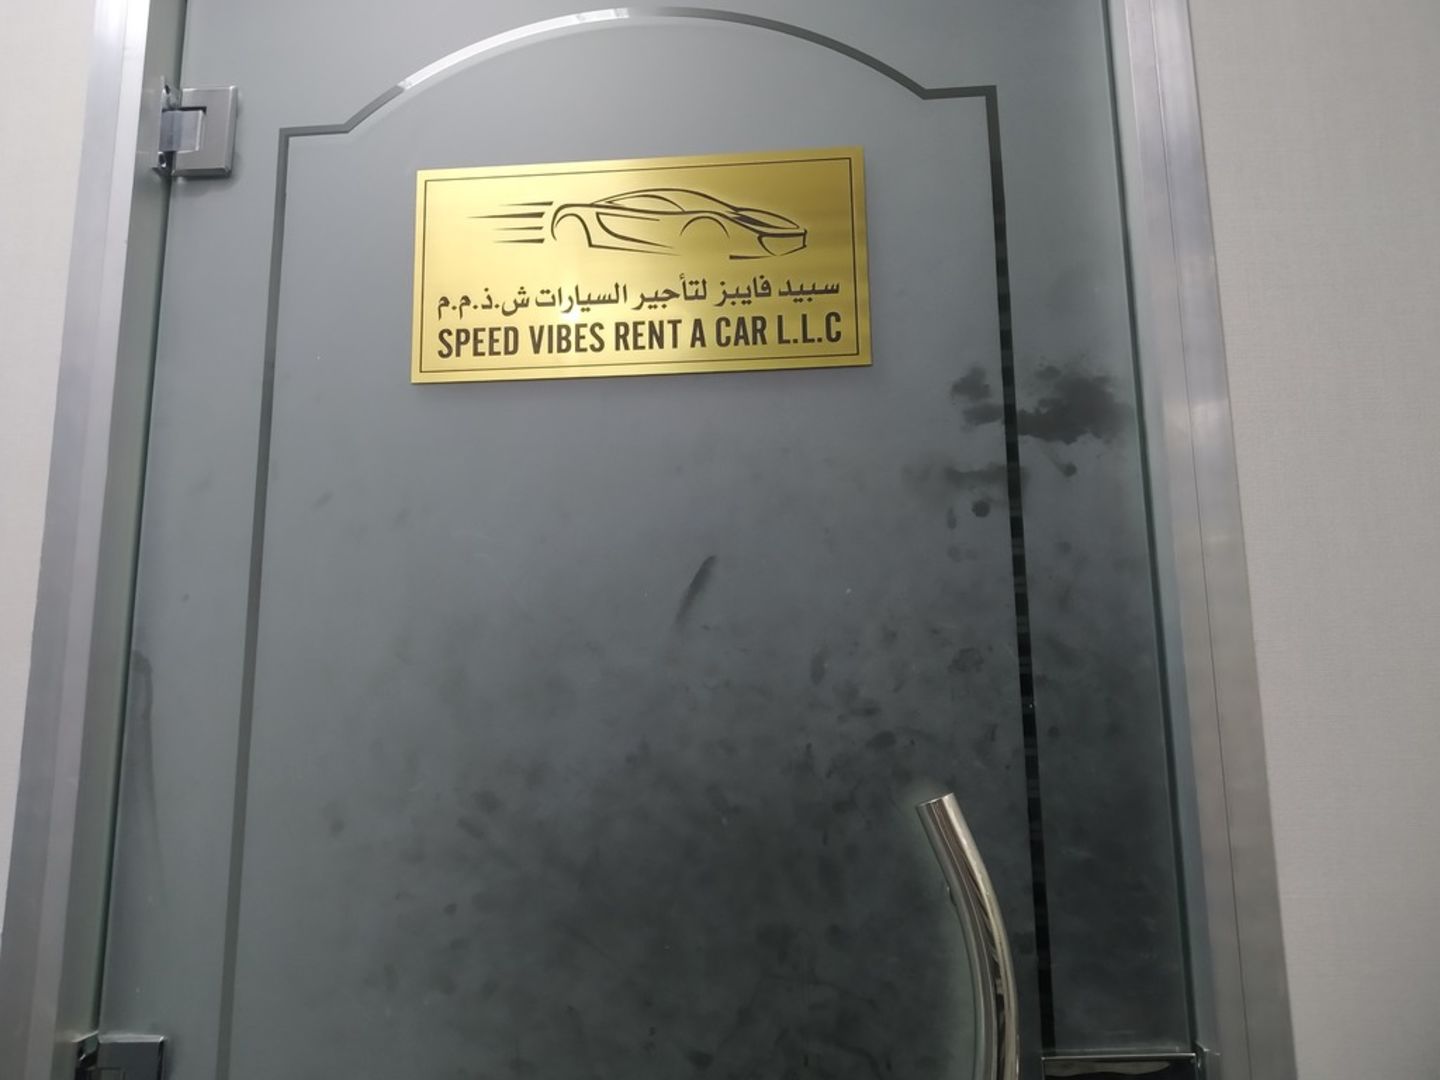 سبيد فايبز لتأجير السيارات ش.ذ.م.م
SPEED VIBES RENT A CAR L.L.C